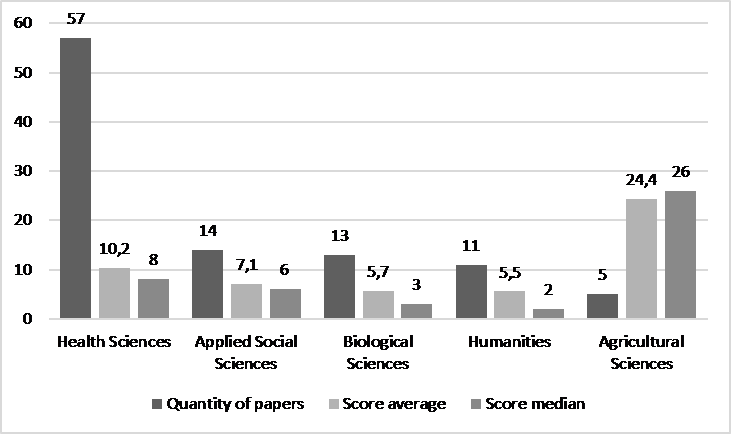 60
57
50
40
30
20
10
0
10,2
8
14
7,1
6
13
5,7
3
11
5,5
2
5
24,4
26
Health Sciences
Applied Social
Sciences
Biological
Sciences
Humanities
Agricultural
Sciences
Quantity of papers
Score average
Score median